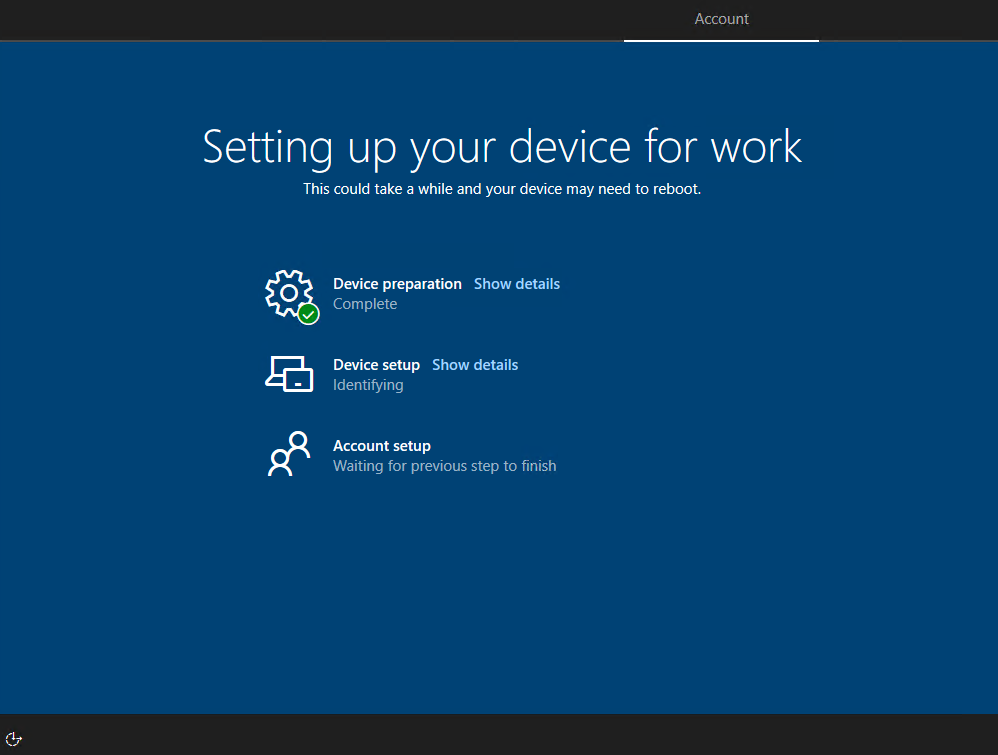 Account
Setting up your device for work
This could take a while and your device may need to reboot.
Device preparation Show details
Complete
Device setup Show details
Identifying
Account setup
Waiting for previous step to finish